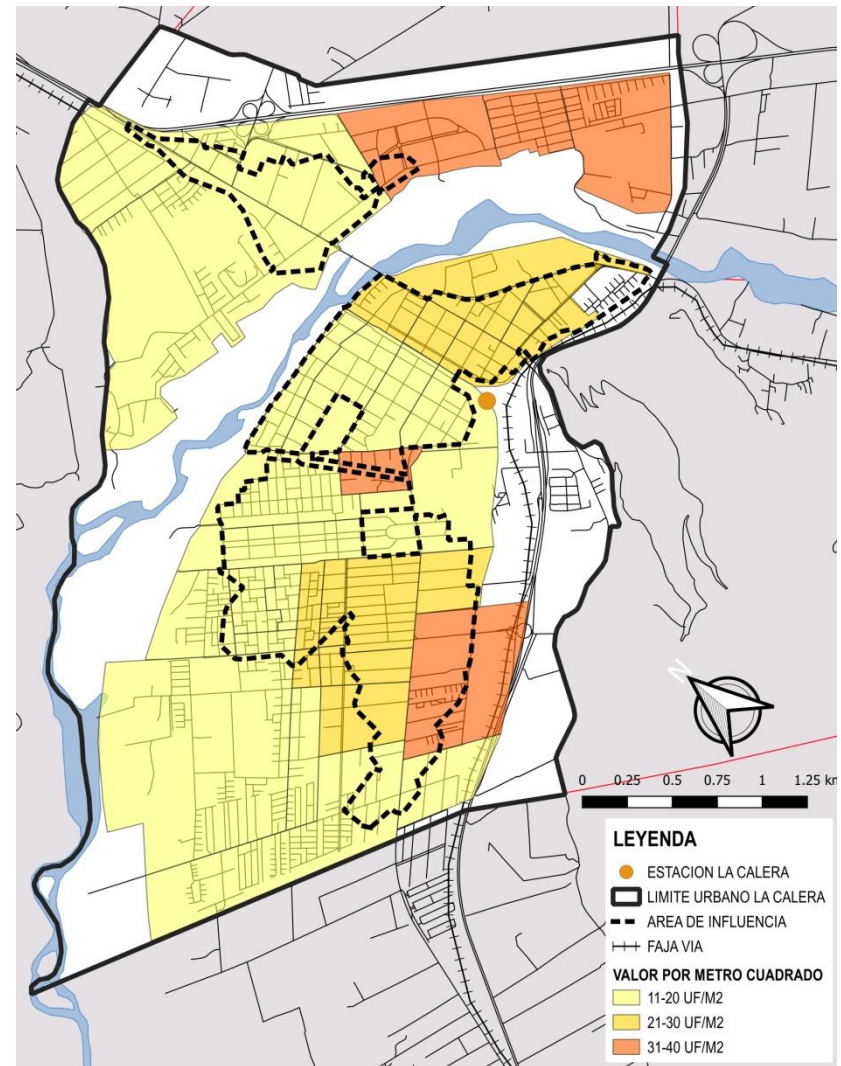 N
0 0.25 0.5 0.75 1 1.25 km
LEYENDA
ESTACION LA CALERA
LIMITE URBANO LA CALERA
AREA DE INFLUENCIA
FAJA VIA
VALOR POR METRO CUADRADO
11-20 UF/M2
21-30 UF/M2
31-40 UF/M2